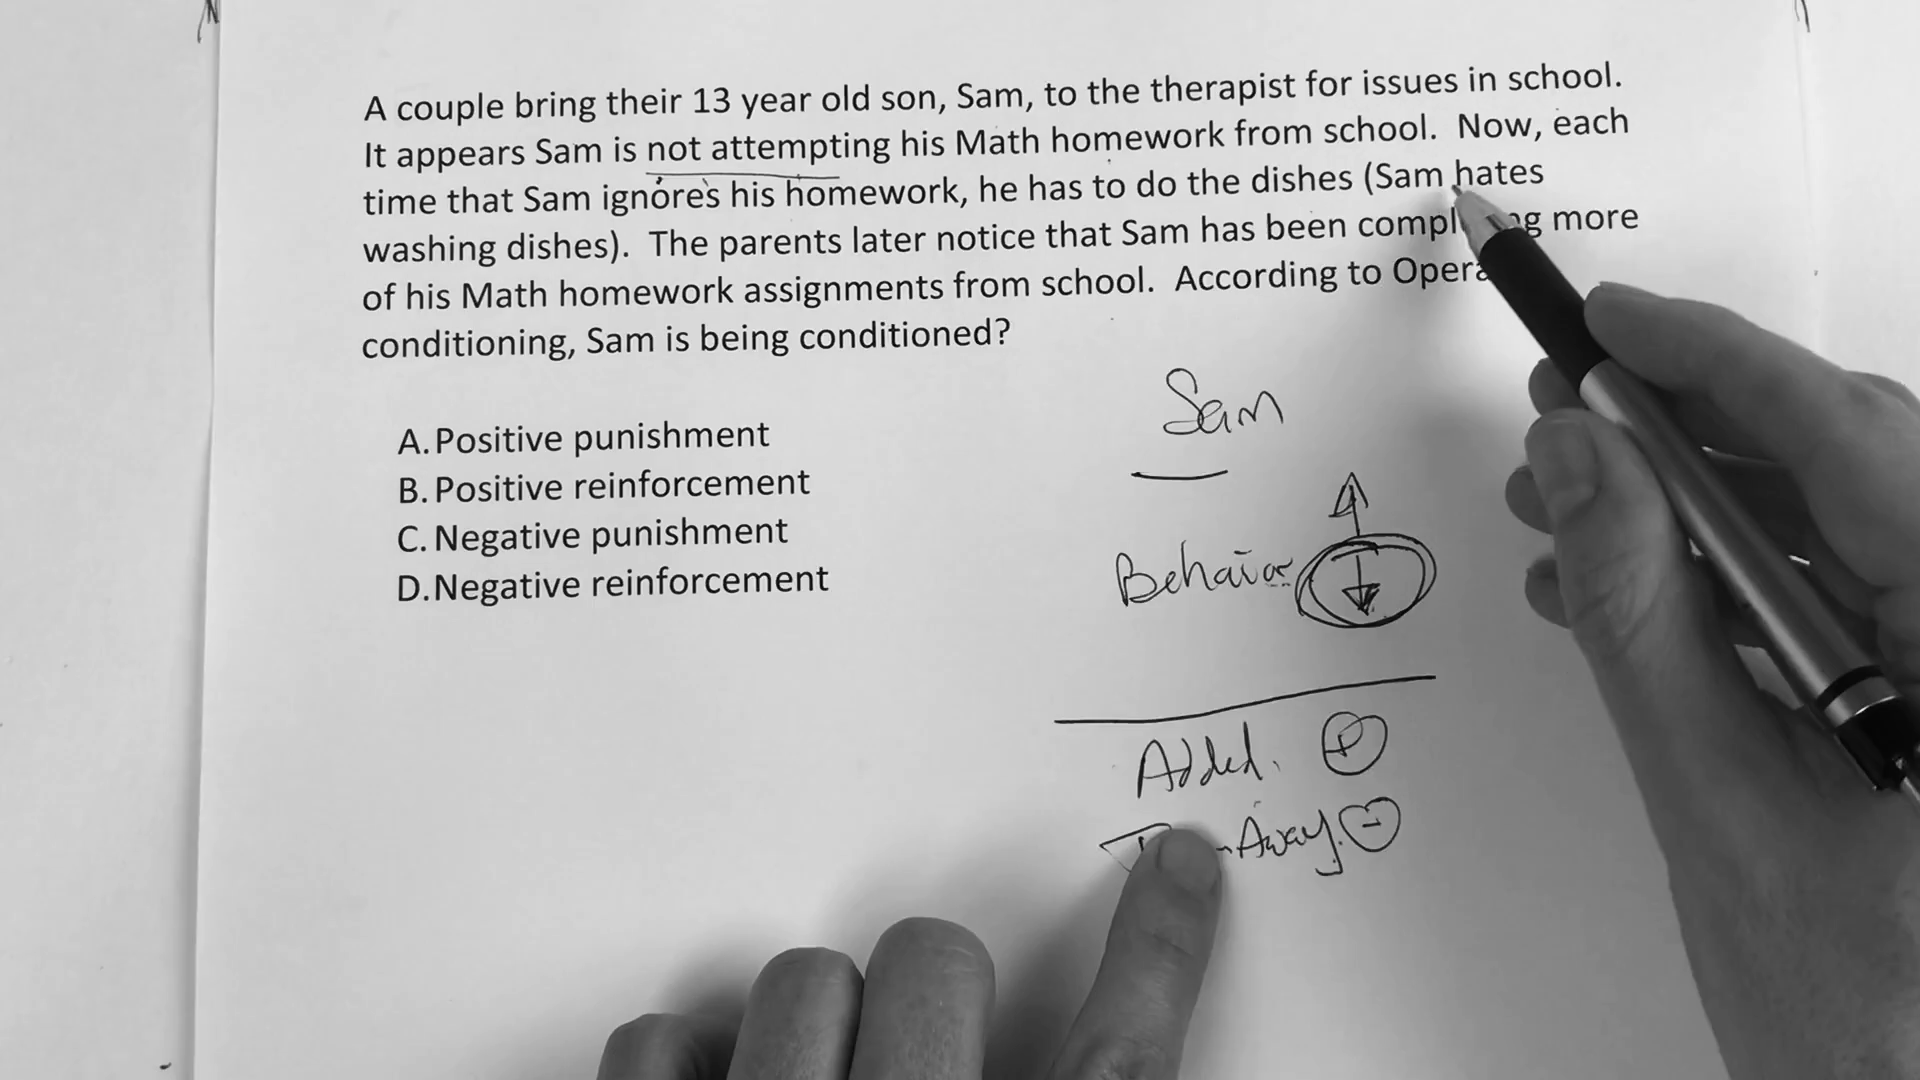 A couple bring their 13 year old son, Sam, to the therapist for issues in school.
It appears Sam is not attempting his Math homework from school. Now, each
time that Sam ignores his homework, he has to do the dishes (Sam hates
washing dishes). The parents later notice that Sam has been more
of his Math homework assignments from school. According to
conditioning, Sam is being conditioned?
A. Positive punishment
B. Positive reinforcement
C. Negative punishment
D. Negative reinforcement
Sam
Behavior
Added. +
Away. -